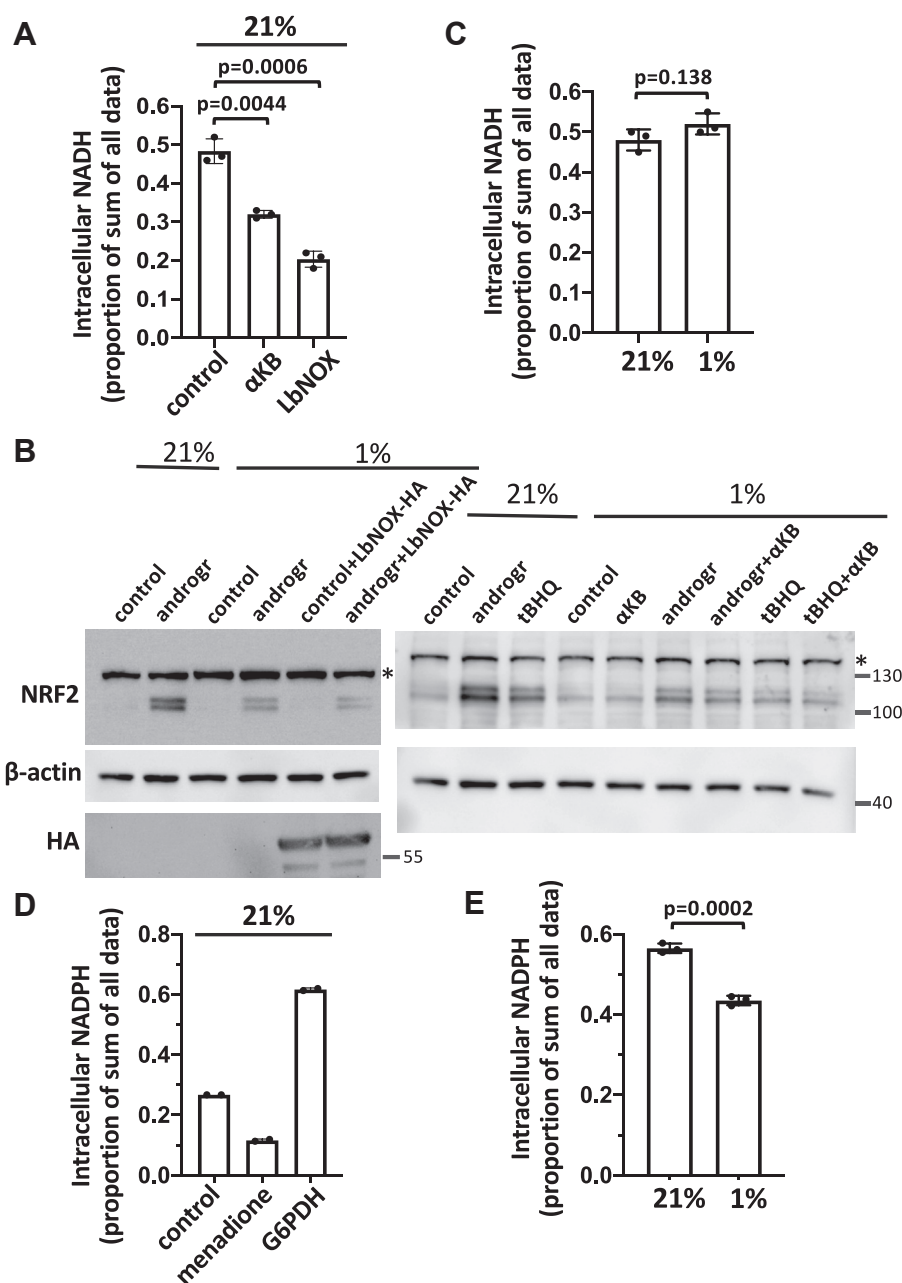 A
21%
p=0.0006
p=0.0044
Intracellular NADH
(proportion of sum of all data)
0.6
0.5
0.4
0.3
0.2
0.1
0.0
control
αKB
LbNOX
C
p=0.138
Intracellular NADH
(proportion of sum of all data)
0.6
0.5
0.4
0.3
0.2
0.1
0.0
21% 1%
B
21% 1%
control
androgr
control
androgr
control+LbNOX-HA
androgr+LbNOX-HA
21% 1%
control
androgr
tBHQ
control
αKB
androgr
androgr+αKB
tBHQ
tBHQ+αKB
NRF2
*
*
130
100
β-actin
40
HA
55
D
21%
Intracellular NADPH
(proportion of sum of all data)
0.8
0.6
0.4
0.2
0.0
control
menadione
G6PDH
E
p=0.0002
Intracellular NADPH
(proportion of sum of all data)
0.6
0.4
0.2
0.0
21% 1%